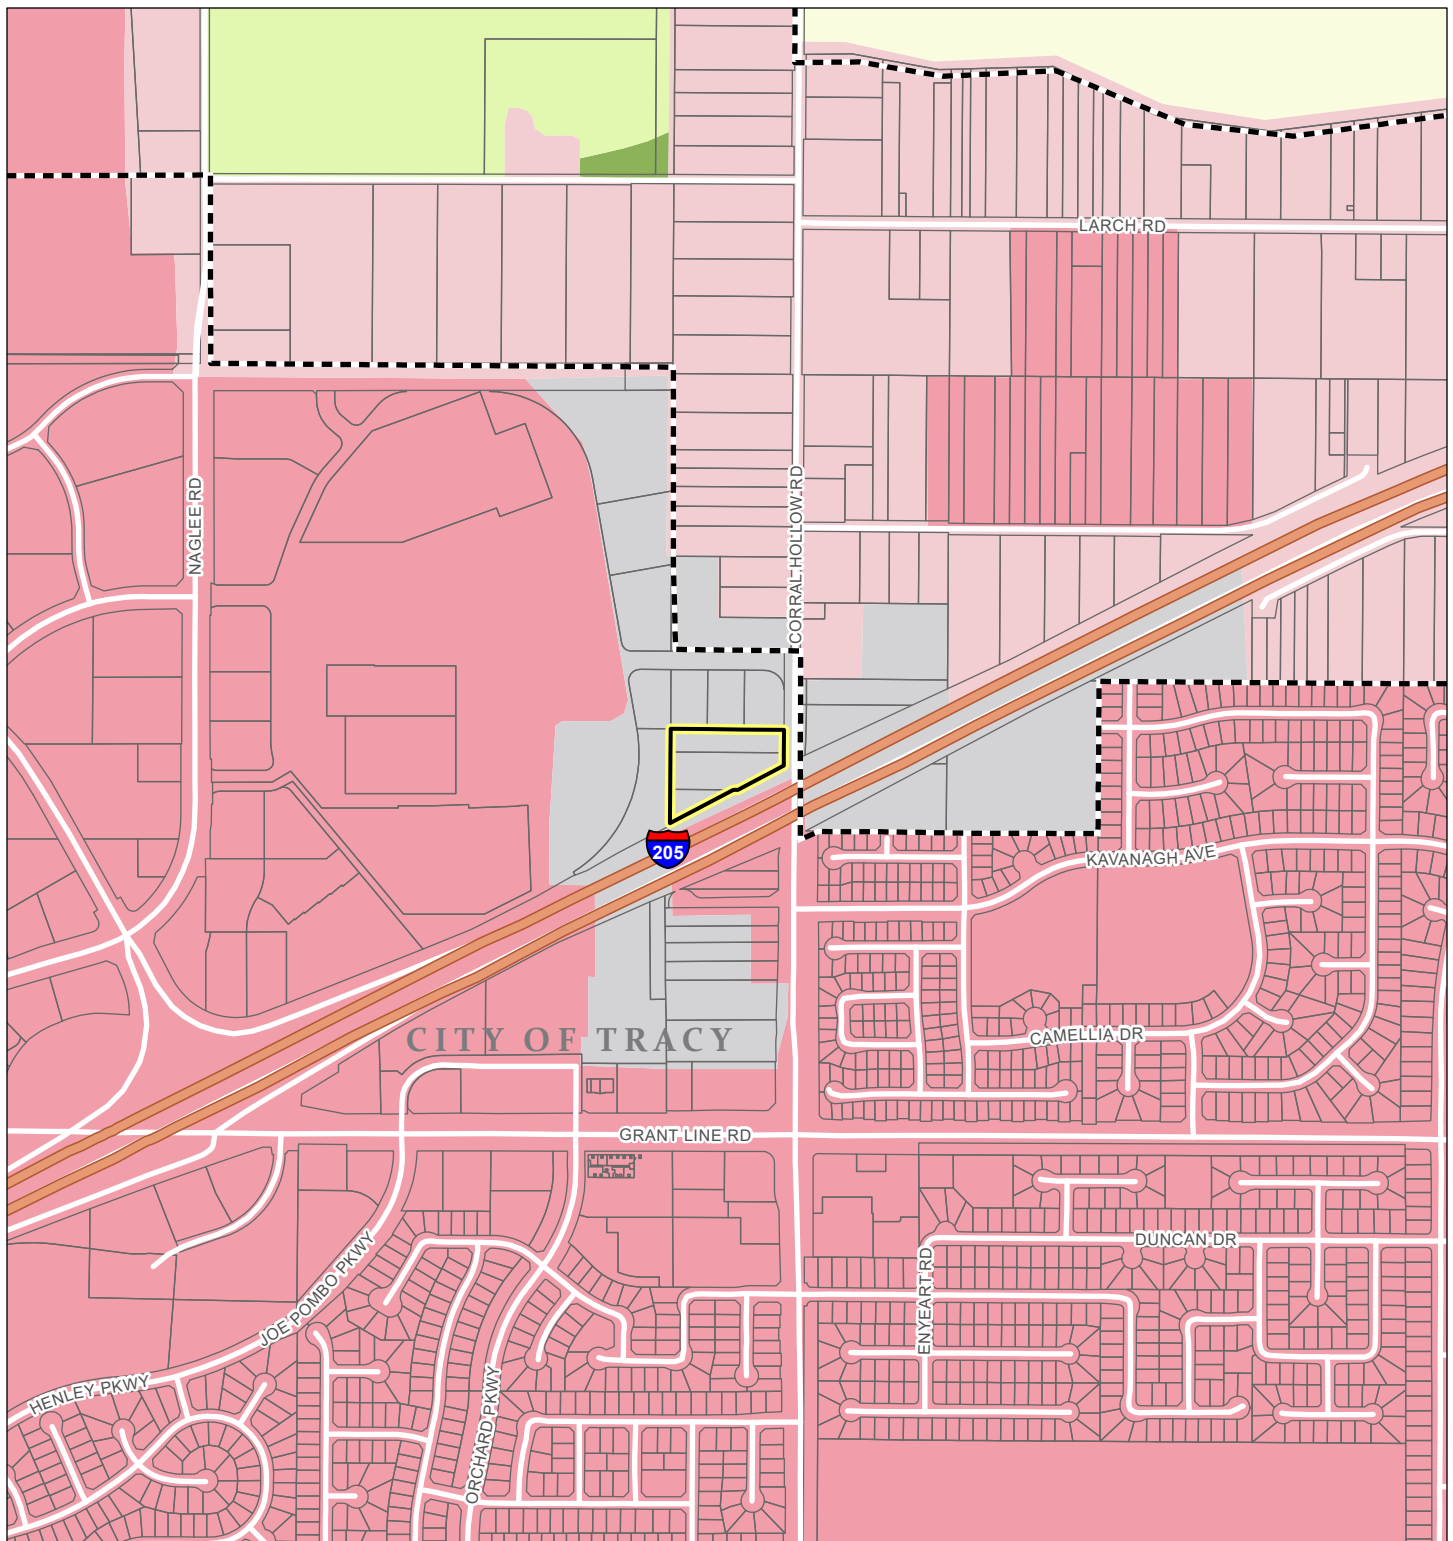 LARCH RD
NAGLEE RD
CORRAL HOLLOW RD
205
KAVANAGH AVE
CITY OF TRACY
CAMELLIA DR
GRANT LINE RD
DUNCAN DR
ENYEART RD
JOE POMBO PKWY
HENLEY PKWY
ORCHARD PKWY